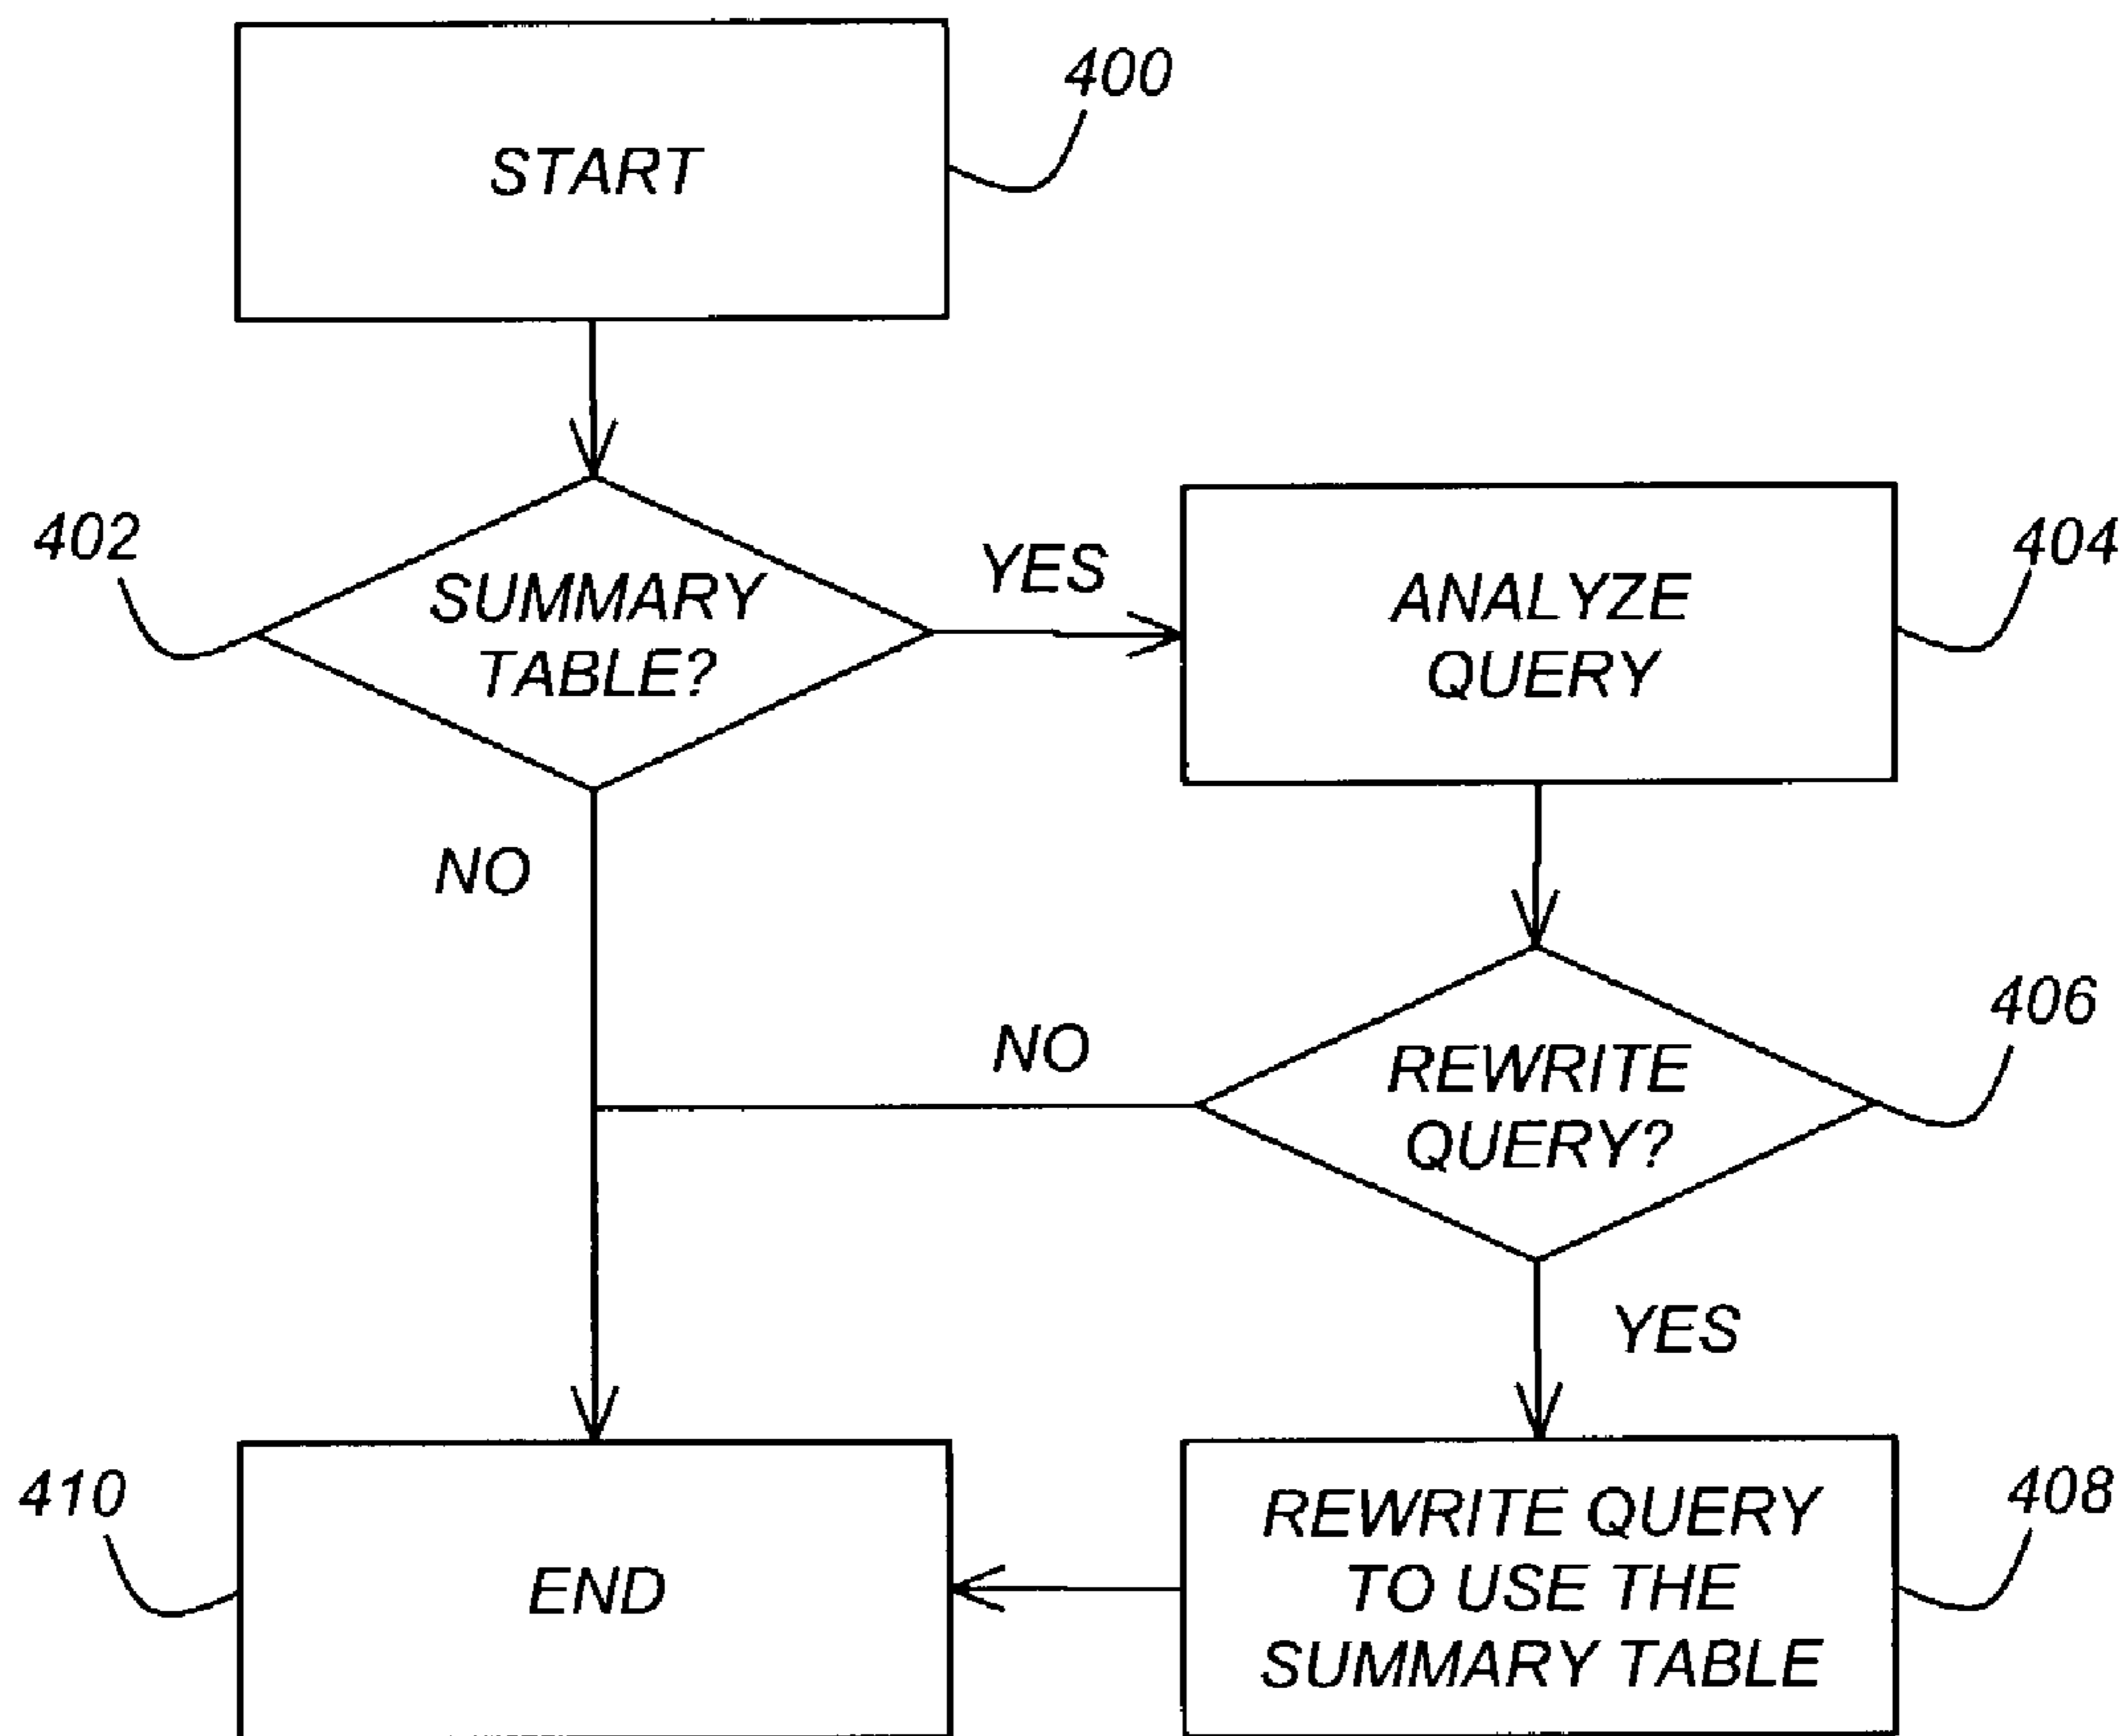 400
START
402
SUMMARY
TABLE?
YES
404
ANALYZE
QUERY
NO
406
REWRITE
QUERY?
NO
YES
408
REWRITE QUERY
TO USE THE
SUMMARY TABLE
410
END